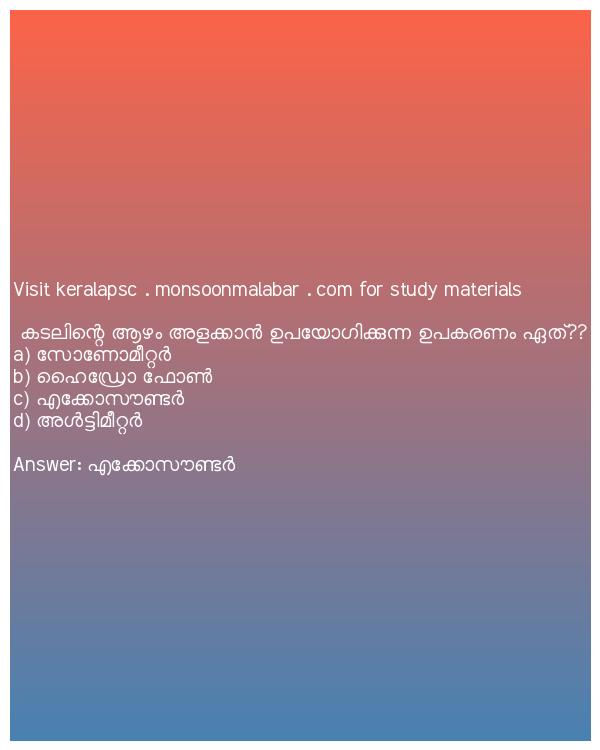 Visit keralapsc . monsoonmalabar . com for study materials
കടലിന്റെ ആഴം അളക്കാൻ ഉപയോഗിക്കുന്ന ഉപകരണം ഏത്??
a) സോണോമീറ്റർ
b) ഹൈഡ്രോ ഫോൺ
c) എക്കോസൗണ്ടർ
d) അൾട്ടിമീറ്റർ
Answer: എക്കോസൗണ്ടർ